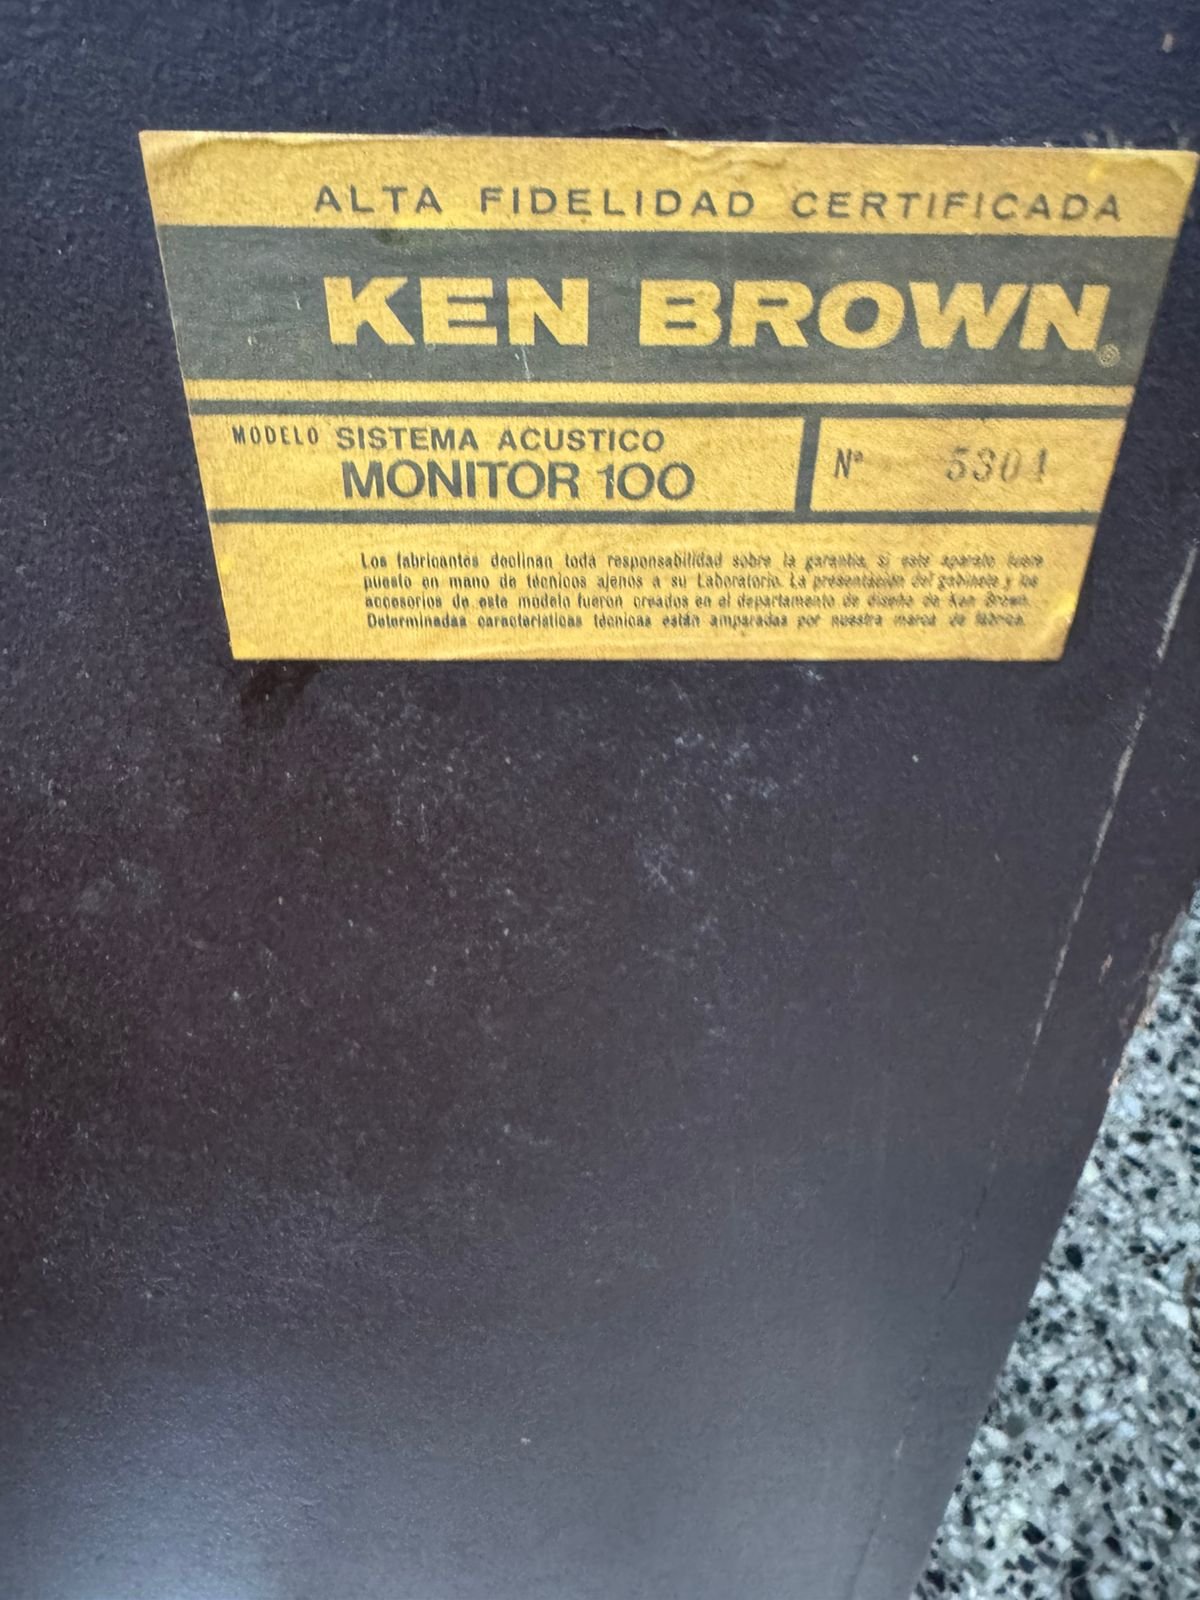 ALTA FIDELIDAD CERTIFICADA
KEN BROWN®
MODELO SISTEMA ACUSTICO
MONITOR 100
Nº 5301
Los fabricantes declinan toda responsabilidad sobre la garantía, si este aparato fuere
puesto en mano de técnicos ajenos a su Laboratorio. La presentación del gabinete y los
accesorios de este modelo fueron creados en el departamento de diseño de Ken Brown.
Determinadas características técnicas están amparadas por nuestra marca de fábrica.